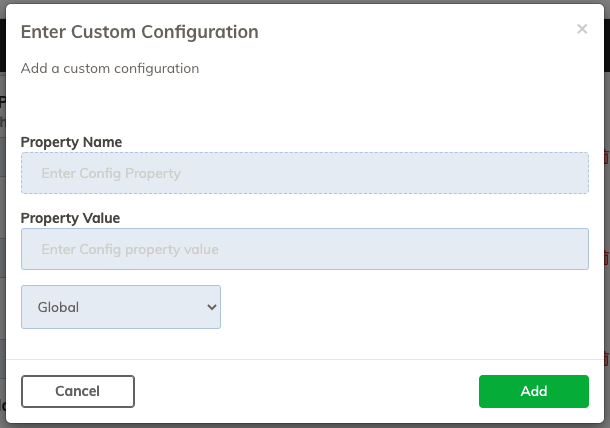 Enter Custom Configuration
×
Add a custom configuration
Property Name
Enter Config Property
Property Value
Enter Config property value
Global
Cancel
Add